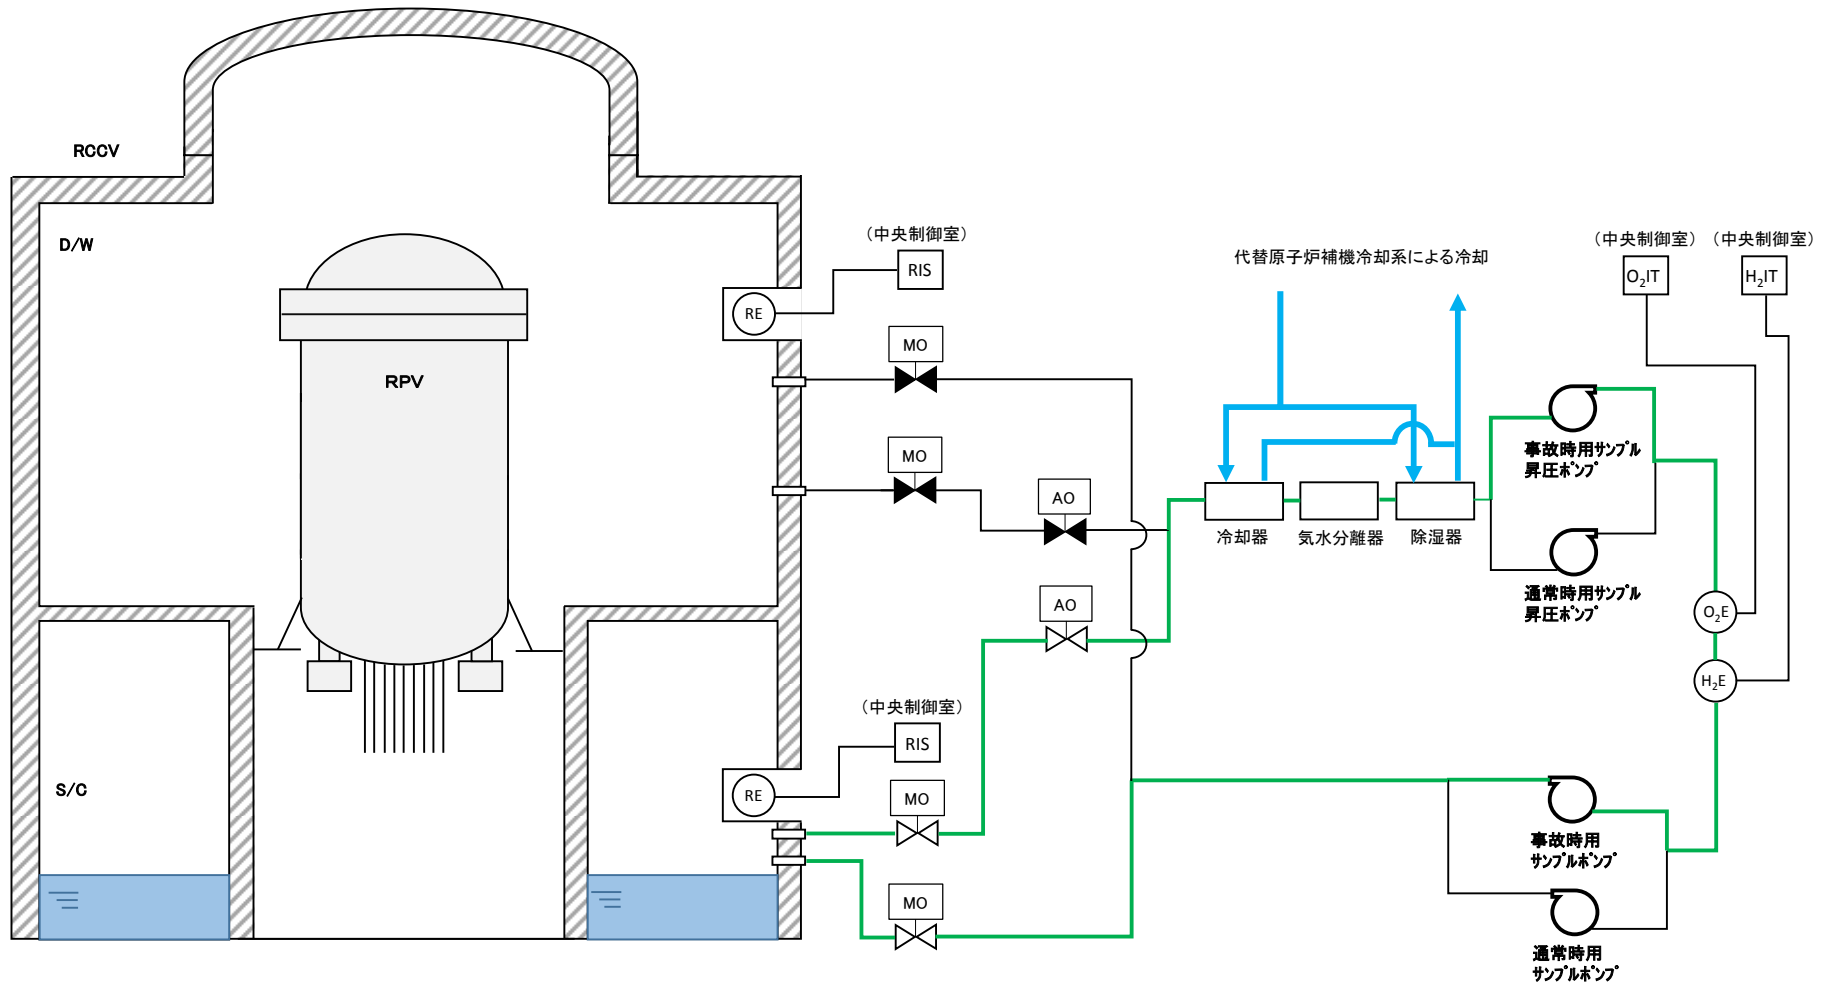 RCCV
D/W
（中央制御室）
RIS
RE
代替原子炉補機冷却系による冷却
（中央制御室）
（中央制御室）
O₂IT
H₂IT
MO
RPV
MO
AO
冷却器
気水分離器
除湿器
事故時用サンプル
昇圧ポンプ
通常時用サンプル
昇圧ポンプ
AO
O₂E
H₂E
（中央制御室）
RIS
RE
S/C
MO
MO
事故時用
サンプルポンプ
通常時用
サンプルポンプ